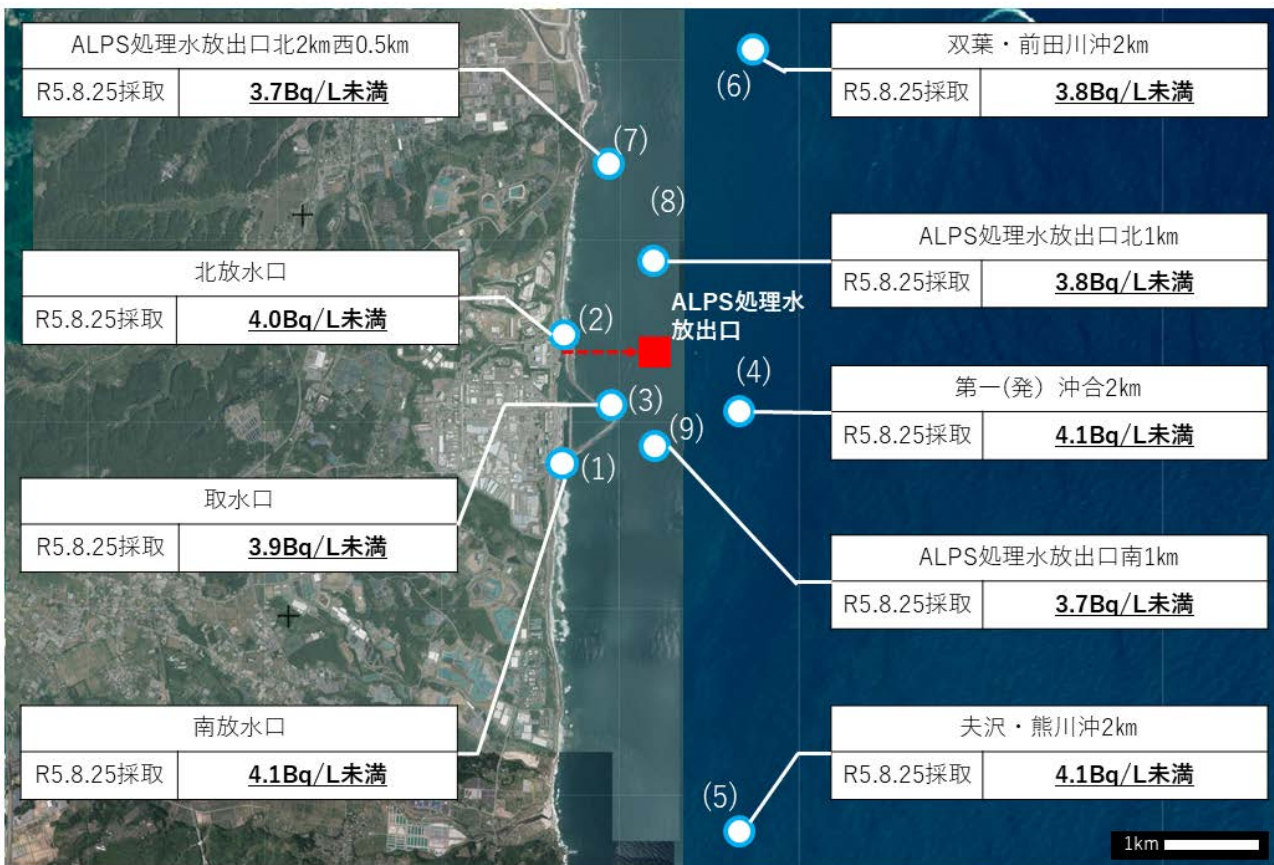 ALPS処理水放出口北2km西0.5km
R5.8.25採取 3.7Bq/L未満
双葉・前田川沖2km
R5.8.25採取 3.8Bq/L未満
(6)
(7)
(8)
ALPS処理水放出口北1km
R5.8.25採取 3.8Bq/L未満
北放水口
R5.8.25採取 4.0Bq/L未満
ALPS処理水
放出口
(2)
(4)
第一(発）沖合2km
R5.8.25採取 4.1Bq/L未満
(3)
(9)
(1)
取水口
R5.8.25採取 3.9Bq/L未満
ALPS処理水放出口南1km
R5.8.25採取 3.7Bq/L未満
南放水口
R5.8.25採取 4.1Bq/L未満
夫沢・熊川沖2km
R5.8.25採取 4.1Bq/L未満
(5)
1km